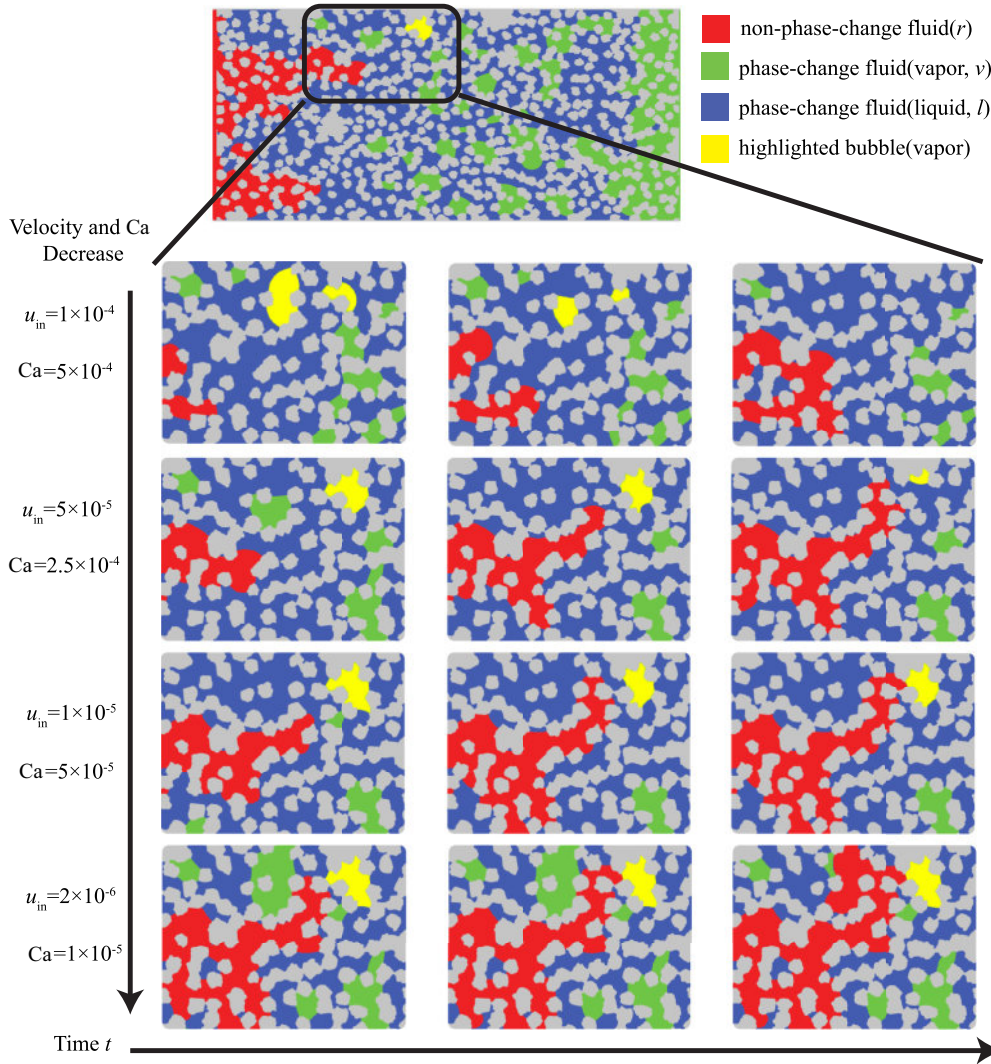 non-phase-change fluid(r)
phase-change fluid(vapor, v)
phase-change fluid(liquid, l)
highlighted bubble(vapor)
Velocity and Ca
Decrease
u_in=1×10⁻⁴
Ca=5×10⁻⁴
u_in=5×10⁻⁵
Ca=2.5×10⁻⁴
u_in=1×10⁻⁵
Ca=5×10⁻⁵
u_in=2×10⁻⁶
Ca=1×10⁻⁵
Time t